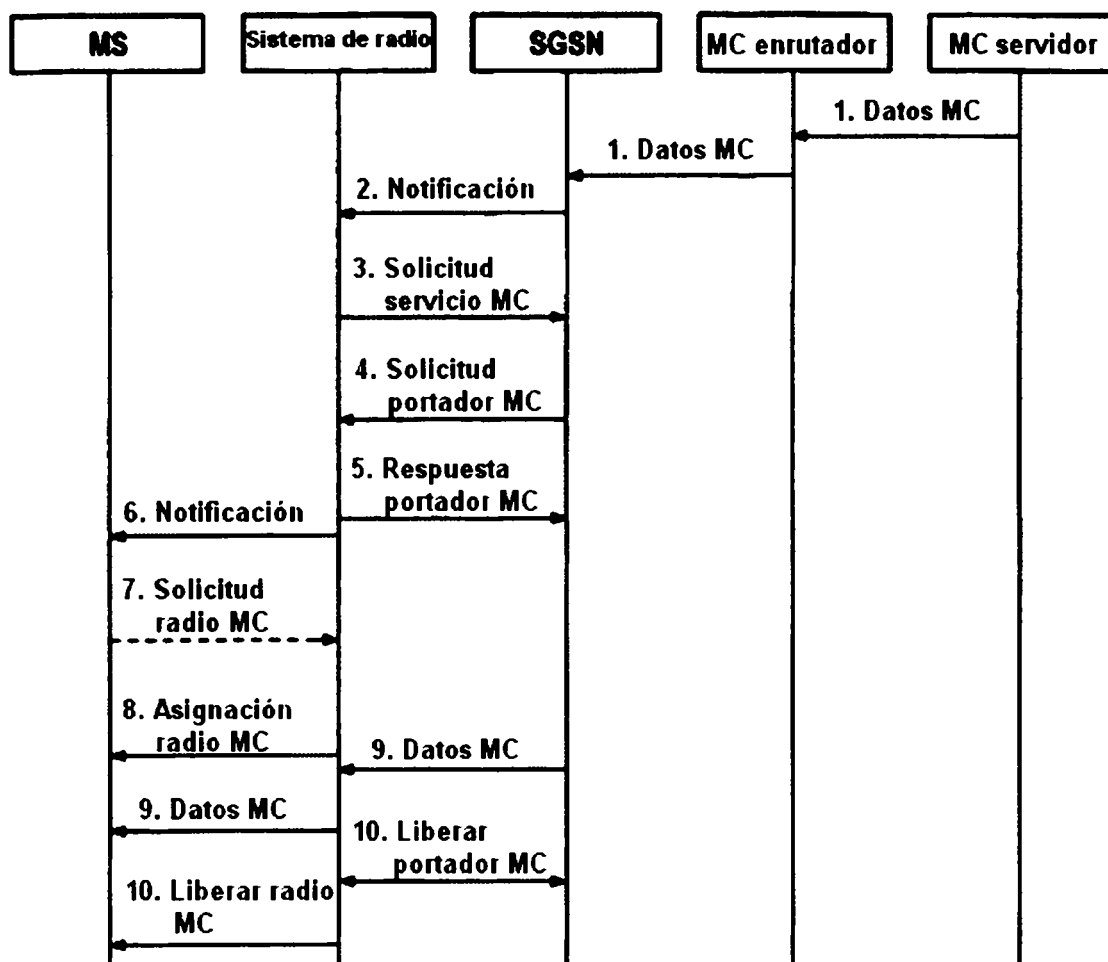 MS
Sistema de radio
SGSN
MC enrutador
MC servidor
1. Datos MC
1. Datos MC
2. Notificación
3. Solicitud
servicio MC
4. Solicitud
portador MC
5. Respuesta
portador MC
6. Notificación
7. Solicitud
radio MC
8. Asignación
radio MC
9. Datos MC
9. Datos MC
10. Liberar
portador MC
10. Liberar radio
MC